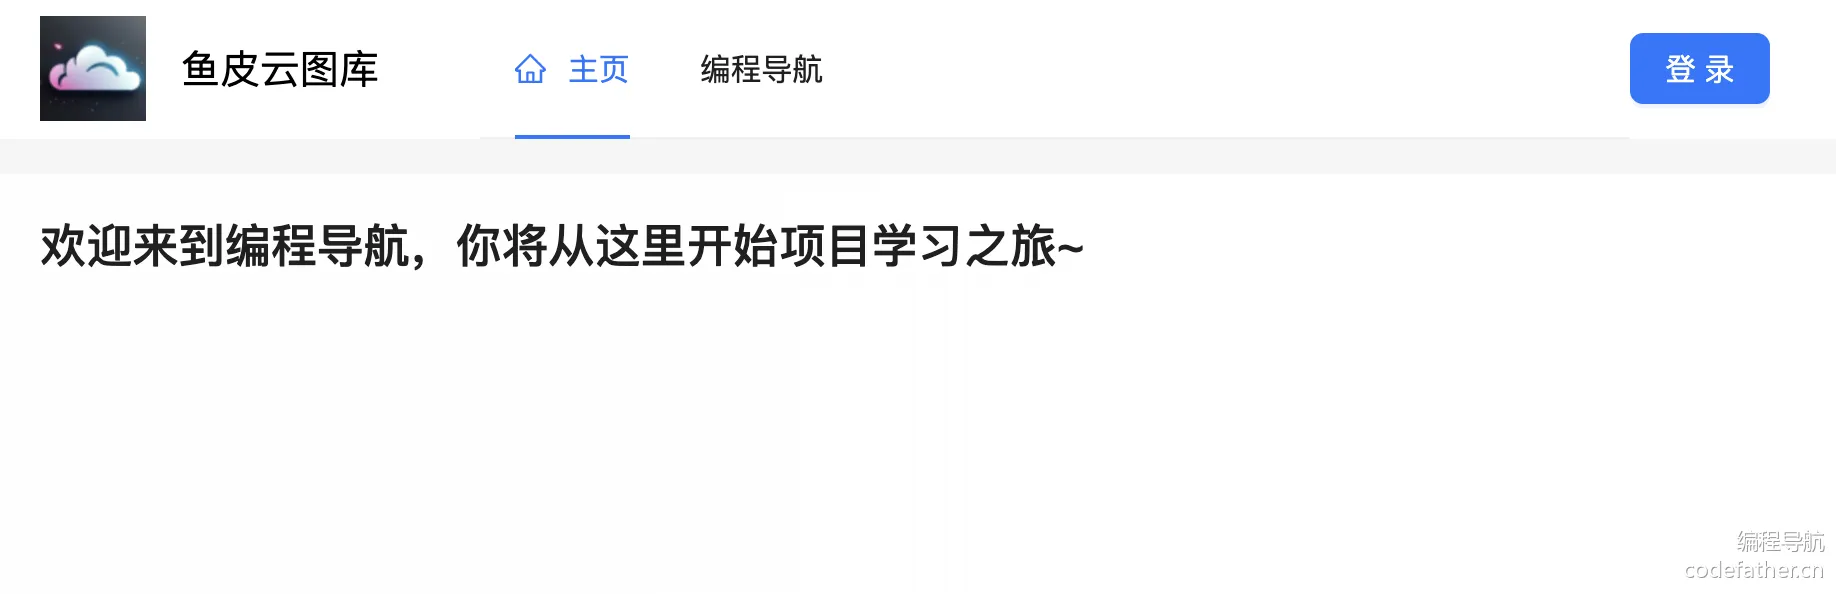 鱼皮云图库 主页 编程导航 登 录
欢迎来到编程导航，你将从这里开始项目学习之旅~
编程导航
codefather.cn